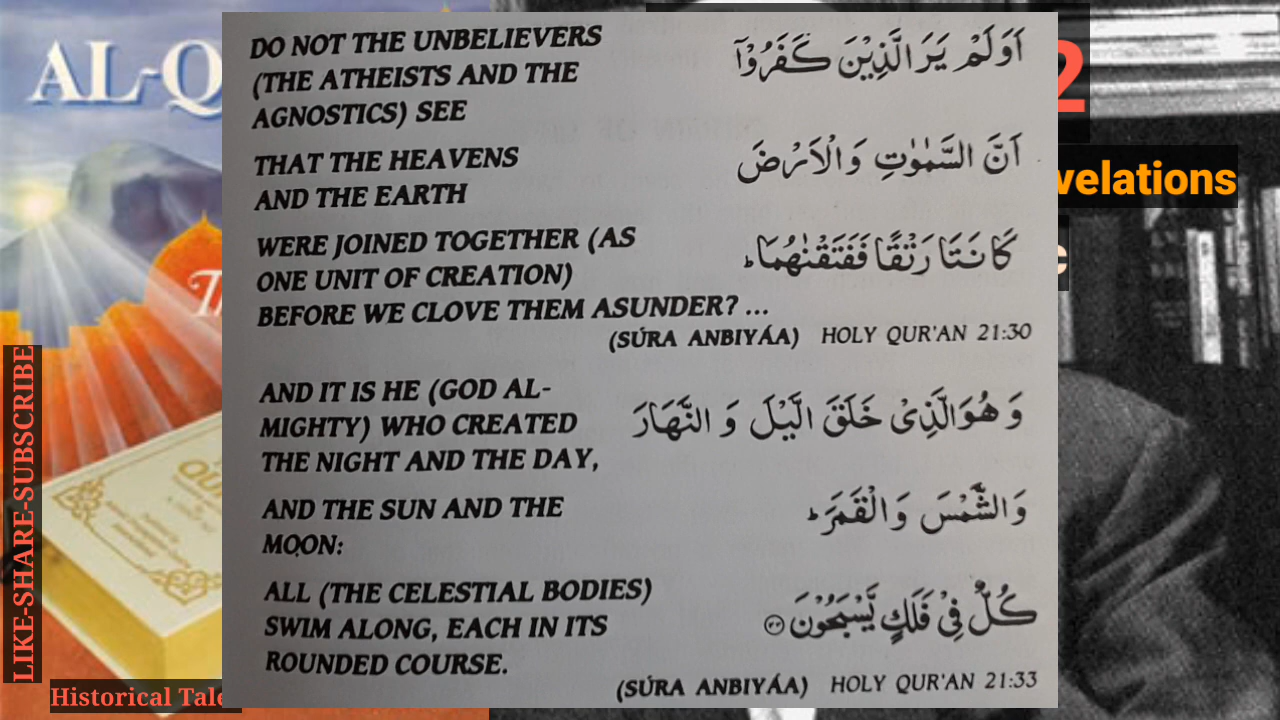 AL-Q
2
velations
LIKE-SHARE-SUBSCRIBE
Historical
DO NOT THE UNBELIEVERS
(THE ATHEISTS AND THE
AGNOSTICS) SEE
اَوَلَمْ يَرَ الَّذِيْنَ كَفَرُوْٓا
THAT THE HEAVENS
AND THE EARTH
اَنَّ السَّمٰوٰتِ وَالْاَرْضَ
WERE JOINED TOGETHER (AS
ONE UNIT OF CREATION)
BEFORE WE CLOVE THEM ASUNDER? ...
كَانَتَا رَتْقًا فَفَتَقْنٰهُمَا ؕ
(SÚRA ANBIYÁA) HOLY QUR'AN 21:30
AND IT IS HE (GOD AL-
MIGHTY) WHO CREATED
THE NIGHT AND THE DAY,
وَ هُوَالَّذِيْ خَلَقَ الَّيْلَ وَ النَّهَارَ
AND THE SUN AND THE
MOON:
وَالشَّمْسَ وَالْقَمَرَ ؕ
ALL (THE CELESTIAL BODIES)
SWIM ALONG, EACH IN ITS
ROUNDED COURSE.
كُلٌّ فِيْ فَلَكٍ يَّسْبَحُوْنَ ۝۳۳
(SÚRA ANBIYÁA) HOLY QUR'AN 21:33